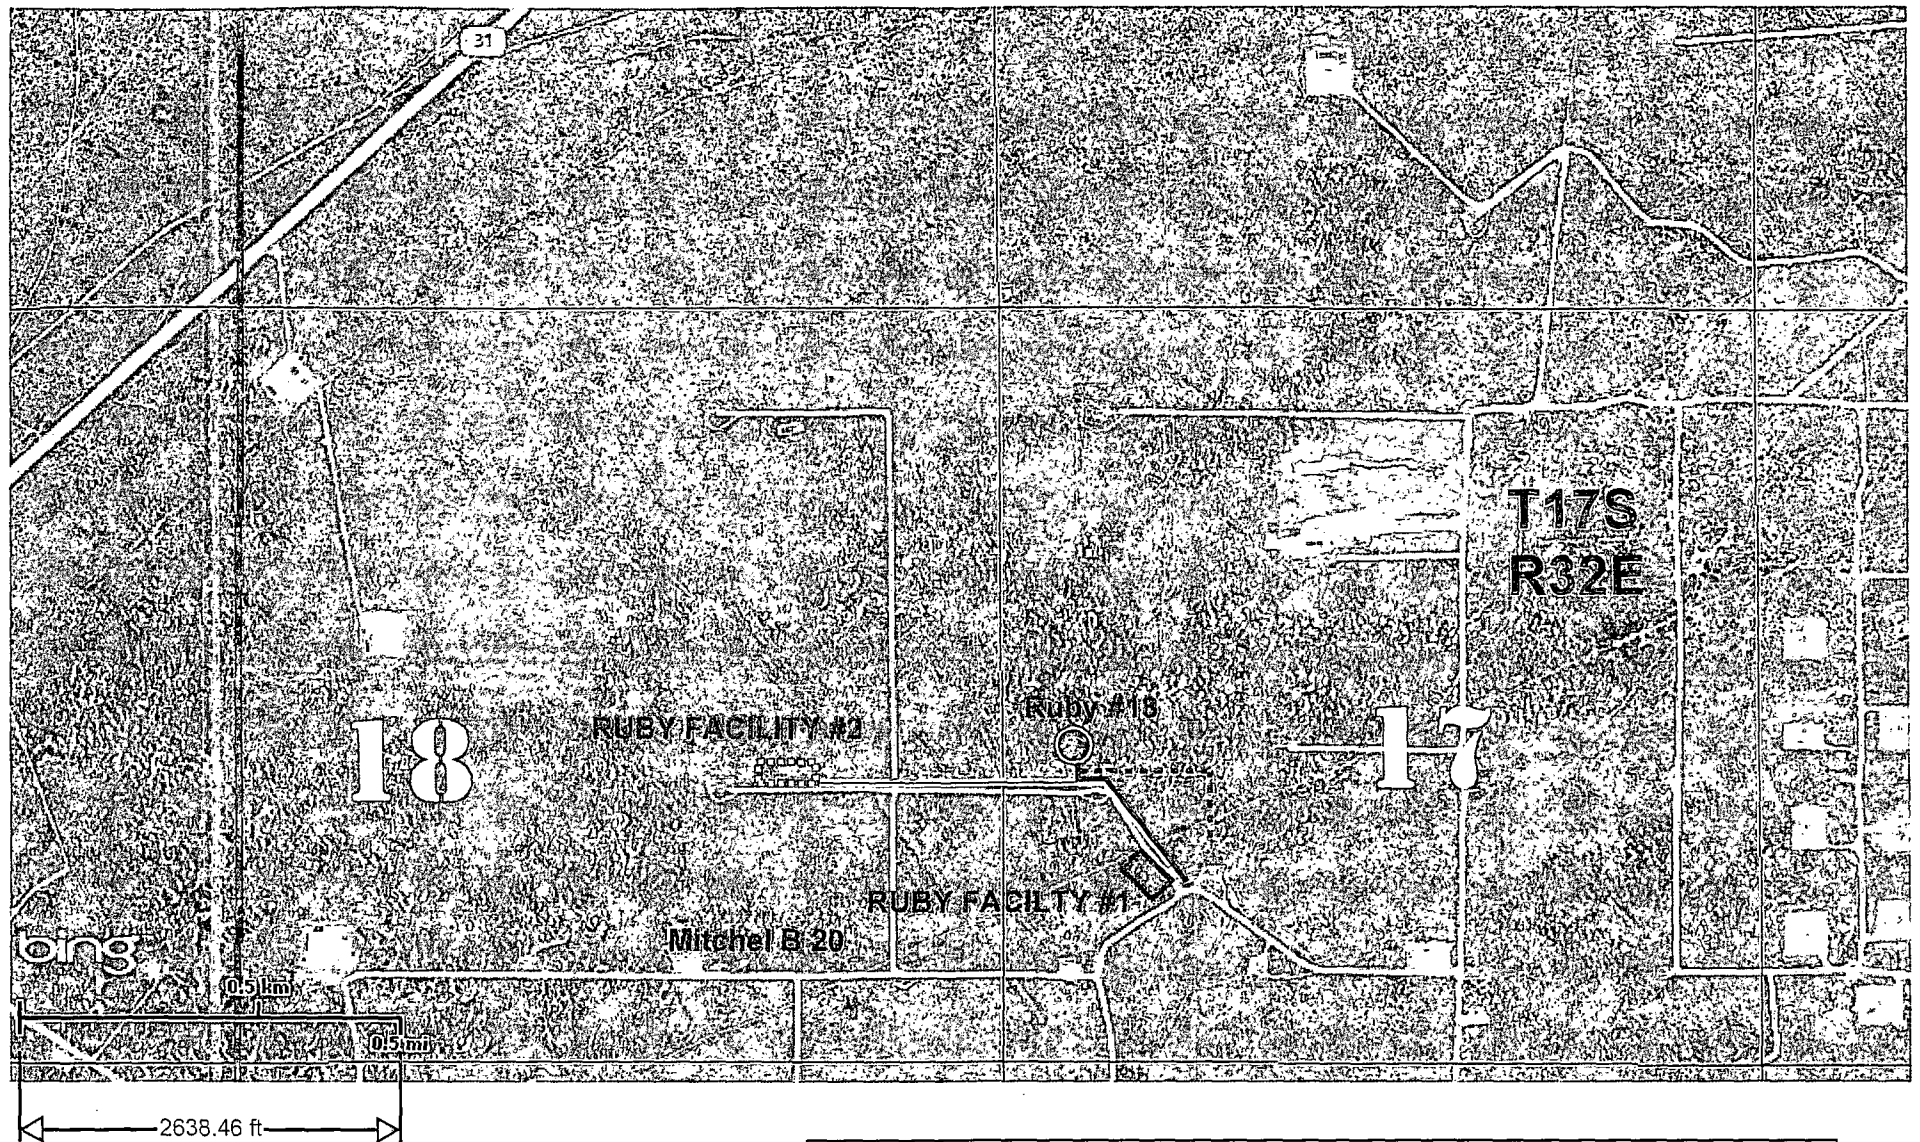 31
T17S
R32E
Ruby #18
17
RUBY FACILITY #2
18
RUBY FACILTY #1
Mitchel B 20
bing
0.5 km
0.5 mi
2638.46 ft